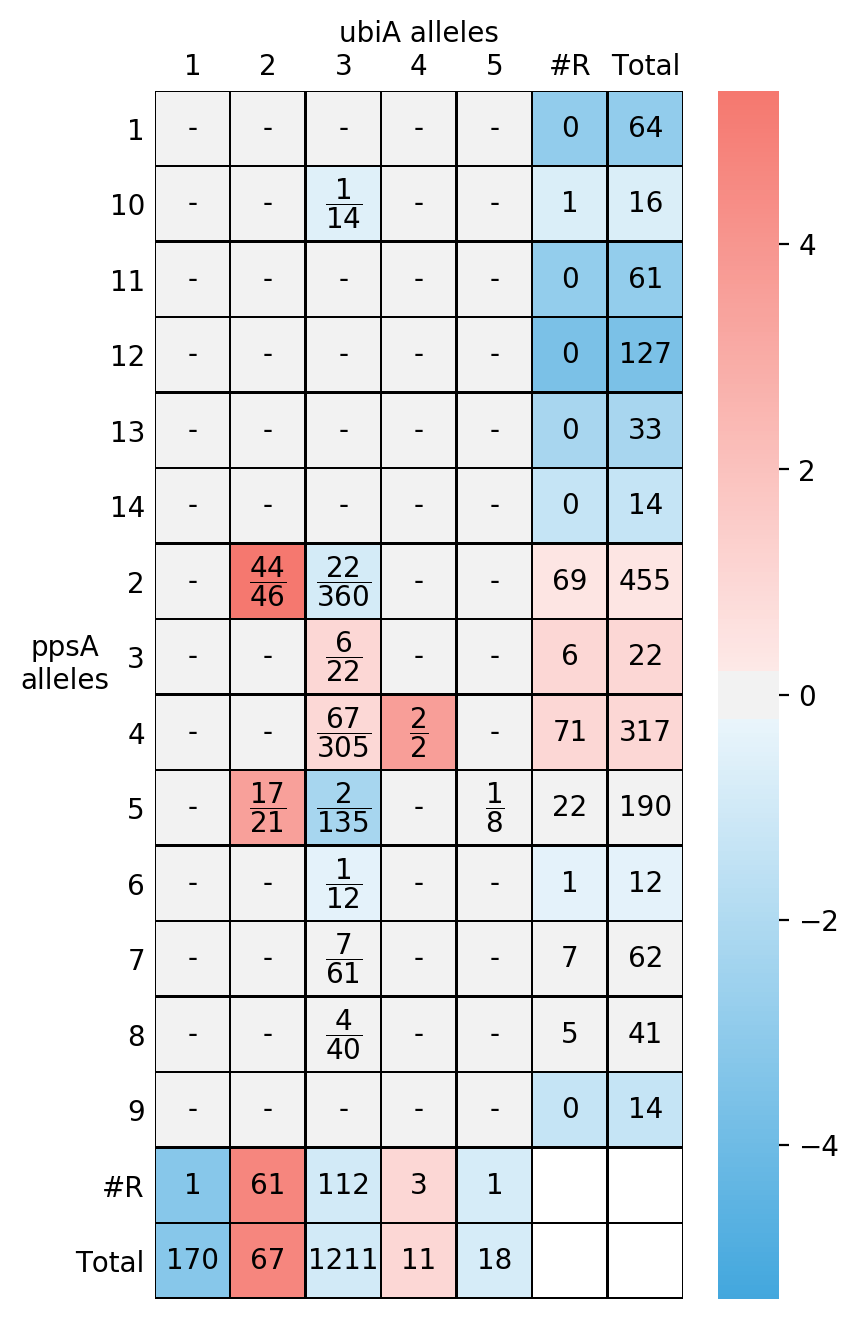 ubiA alleles
1 2 3 4 5 #R Total
1 - - - - - 0 64
10 - - 1/14 - - 1 16
11 - - - - - 0 61
12 - - - - - 0 127
13 - - - - - 0 33
14 - - - - - 0 14
2 - 44/46 22/360 - - 69 455
ppsA
alleles
3 - - 6/22 - - 6 22
4 - - 67/305 2/2 - 71 317
5 - 17/21 2/135 - 1/8 22 190
6 - - 1/12 - - 1 12
7 - - 7/61 - - 7 62
8 - - 4/40 - - 5 41
9 - - - - - 0 14
#R 1 61 112 3 1
Total 170 67 1211 11 18
4
2
0
−2
−4